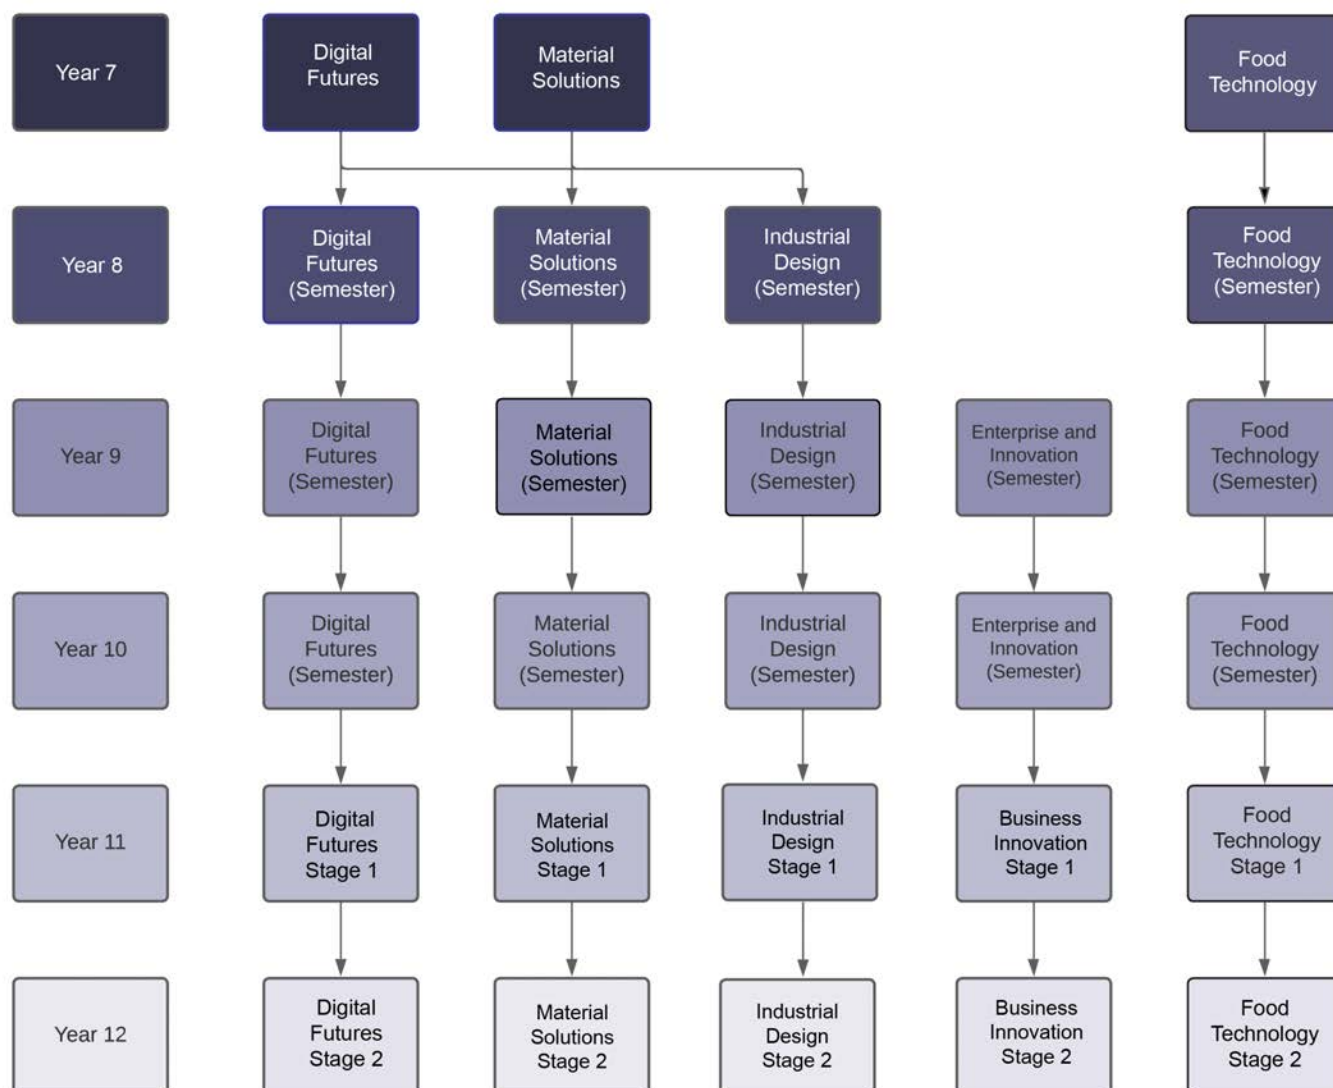 Year 7
Digital
Futures
Material
Solutions
Food
Technology
Year 8
Digital
Futures
(Semester)
Material
Solutions
(Semester)
Industrial
Design
(Semester)
Food
Technology
(Semester)
Year 9
Digital
Futures
(Semester)
Material
Solutions
(Semester)
Industrial
Design
(Semester)
Enterprise and
Innovation
(Semester)
Food
Technology
(Semester)
Year 10
Digital
Futures
(Semester)
Material
Solutions
(Semester)
Industrial
Design
(Semester)
Enterprise and
Innovation
(Semester)
Food
Technology
(Semester)
Year 11
Digital
Futures
Stage 1
Material
Solutions
Stage 1
Industrial
Design
Stage 1
Business
Innovation
Stage 1
Food
Technology
Stage 1
Year 12
Digital
Futures
Stage 2
Material
Solutions
Stage 2
Industrial
Design
Stage 2
Business
Innovation
Stage 2
Food
Technology
Stage 2